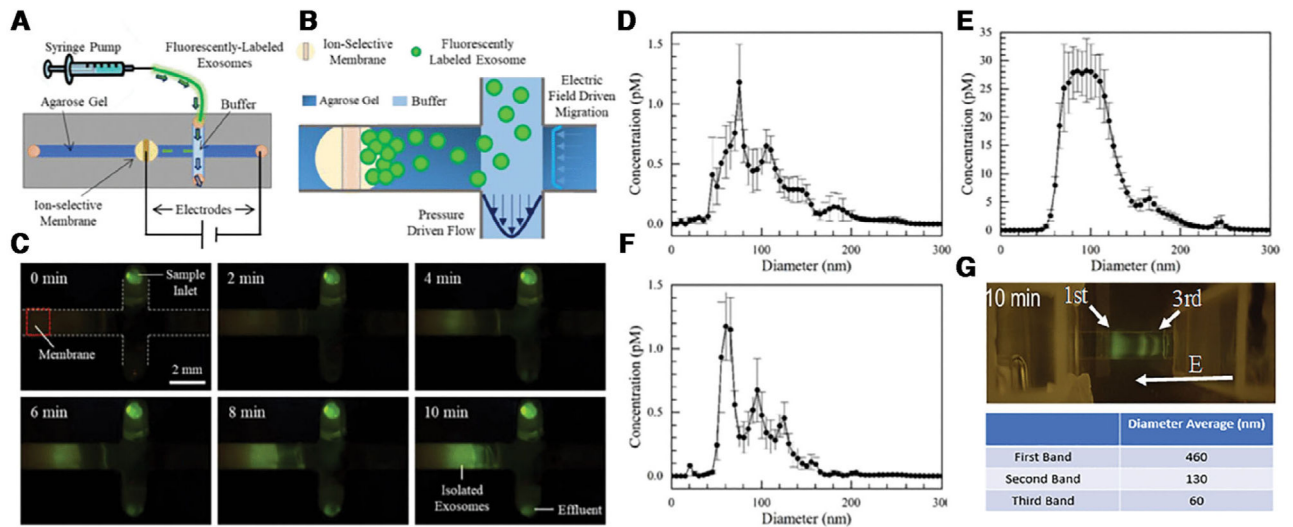 A
Syringe Pump
Fluorescently-Labeled
Exosomes
Agarose Gel
Buffer
Ion-selective
Membrane
Electrodes
B
Ion-Selective
Membrane
Fluorescently
Labeled Exosome
Agarose Gel
Buffer
Electric
Field Driven
Migration
Pressure
Driven Flow
C
0 min
Sample
Inlet
Membrane
2 mm
2 min
4 min
6 min
8 min
10 min
Isolated
Exosomes
Effluent
D
Concentration (pM)
1.5
1.0
0.5
0.0
0
100
200
300
Diameter (nm)
E
Concentration (pM)
35
30
25
20
15
10
5
0
0
100
200
300
Diameter (nm)
F
Concentration (pM)
1.5
1.0
0.5
0.0
0
100
200
300
Diameter (nm)
G
10 min
1st
3rd
E
Diameter Average (nm)
First Band 460
Second Band 130
Third Band 60